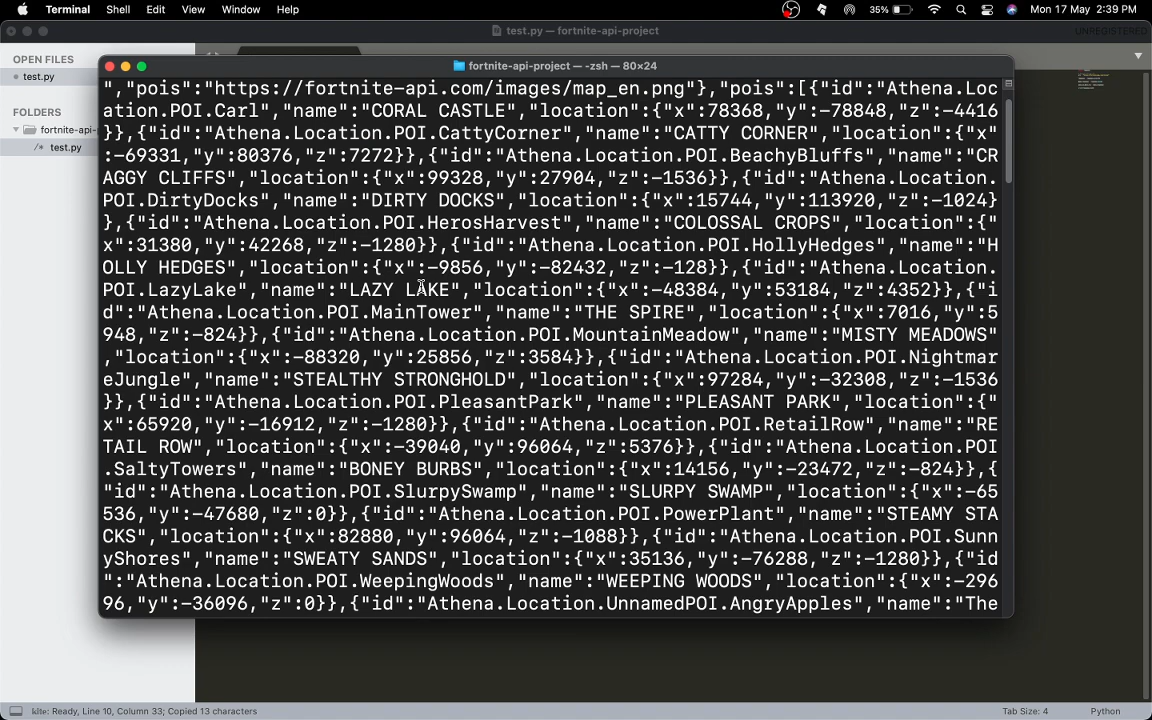 Terminal Shell Edit View Window Help 35% Mon 17 May 2:39 PM
test.py — fortnite-api-project UNREGISTERED
OPEN FILES
test.py
FOLDERS
fortnite-api-
/* test.py
fortnite-api-project — -zsh — 80×24
","pois":"https://fortnite-api.com/images/map_en.png"},"pois":[{"id":"Athena.Loc
ation.POI.Carl","name":"CORAL CASTLE","location":{"x":78368,"y":-78848,"z":-4416
}},{"id":"Athena.Location.POI.CattyCorner","name":"CATTY CORNER","location":{"x"
:-69331,"y":80376,"z":7272}},{"id":"Athena.Location.POI.BeachyBluffs","name":"CR
AGGY CLIFFS","location":{"x":99328,"y":27904,"z":-1536}},{"id":"Athena.Location.
POI.DirtyDocks","name":"DIRTY DOCKS","location":{"x":15744,"y":113920,"z":-1024}
},{"id":"Athena.Location.POI.HerosHarvest","name":"COLOSSAL CROPS","location":{"
x":31380,"y":42268,"z":-1280}},{"id":"Athena.Location.POI.HollyHedges","name":"H
OLLY HEDGES","location":{"x":-9856,"y":-82432,"z":-128}},{"id":"Athena.Location.
POI.LazyLake","name":"LAZY LAKE","location":{"x":-48384,"y":53184,"z":4352}},{"i
d":"Athena.Location.POI.MainTower","name":"THE SPIRE","location":{"x":7016,"y":5
948,"z":-824}},{"id":"Athena.Location.POI.MountainMeadow","name":"MISTY MEADOWS"
,"location":{"x":-88320,"y":25856,"z":3584}},{"id":"Athena.Location.POI.Nightmar
eJungle","name":"STEALTHY STRONGHOLD","location":{"x":97284,"y":-32308,"z":-1536
}},{"id":"Athena.Location.POI.PleasantPark","name":"PLEASANT PARK","location":{"
x":65920,"y":-16912,"z":-1280}},{"id":"Athena.Location.POI.RetailRow","name":"RE
TAIL ROW","location":{"x":-39040,"y":96064,"z":5376}},{"id":"Athena.Location.POI
.SaltyTowers","name":"BONEY BURBS","location":{"x":14156,"y":-23472,"z":-824}},{
"id":"Athena.Location.POI.SlurpySwamp","name":"SLURPY SWAMP","location":{"x":-65
536,"y":-47680,"z":0}},{"id":"Athena.Location.POI.PowerPlant","name":"STEAMY STA
CKS","location":{"x":82880,"y":96064,"z":-1088}},{"id":"Athena.Location.POI.Sunn
yShores","name":"SWEATY SANDS","location":{"x":35136,"y":-76288,"z":-1280}},{"id
":"Athena.Location.POI.WeepingWoods","name":"WEEPING WOODS","location":{"x":-296
96,"y":-36096,"z":0}},{"id":"Athena.Location.UnnamedPOI.AngryApples","name":"The
kite: Ready, Line 10, Column 33; Copied 13 characters Tab Size: 4 Python